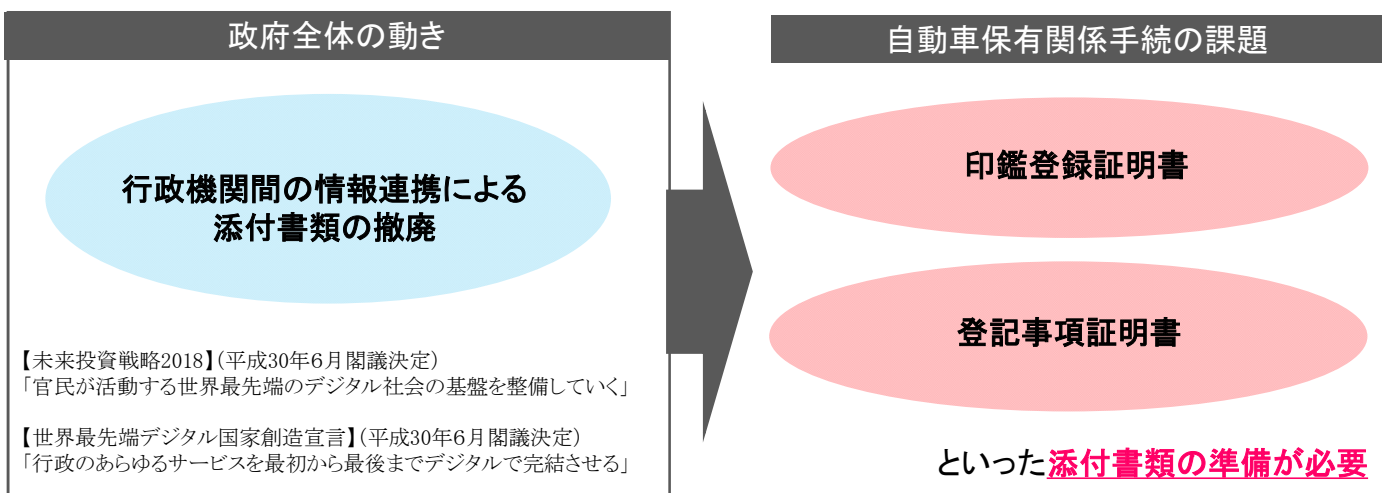 政府全体の動き
行政機関間の情報連携による
添付書類の撤廃
【未来投資戦略2018】(平成30年6月閣議決定)
「官民が活動する世界最先端のデジタル社会の基盤を整備していく」
【世界最先端デジタル国家創造宣言】(平成30年6月閣議決定)
「行政のあらゆるサービスを最初から最後までデジタルで完結させる」
自動車保有関係手続の課題
印鑑登録証明書
登記事項証明書
といった添付書類の準備が必要